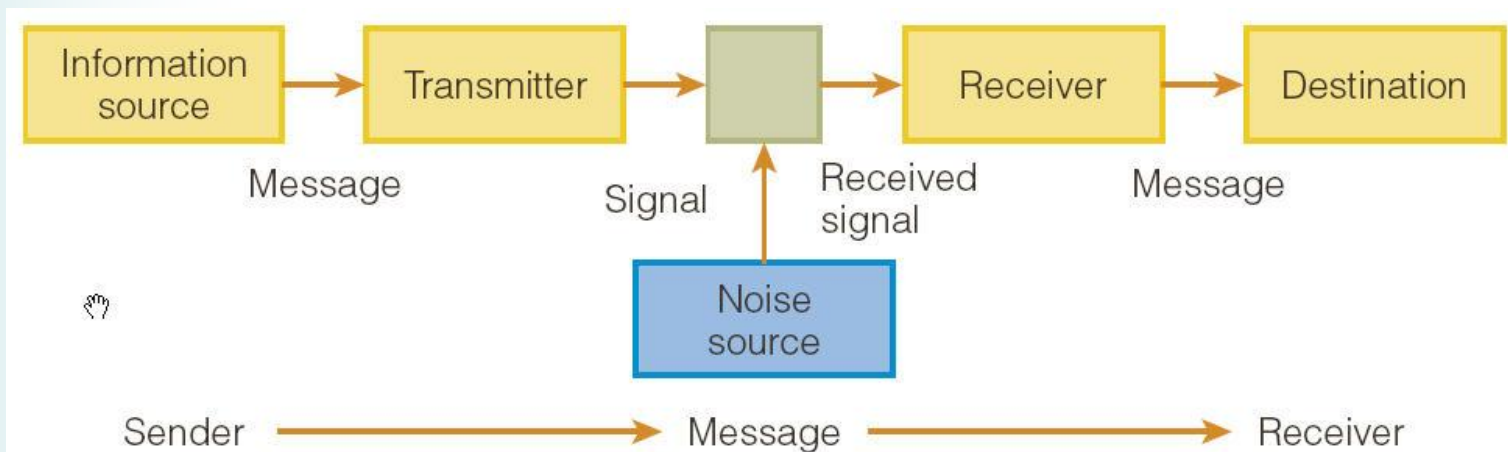 Information
source
Transmitter
Receiver
Destination
Message
Signal
Received
signal
Message
Noise
source
Sender
Message
Receiver